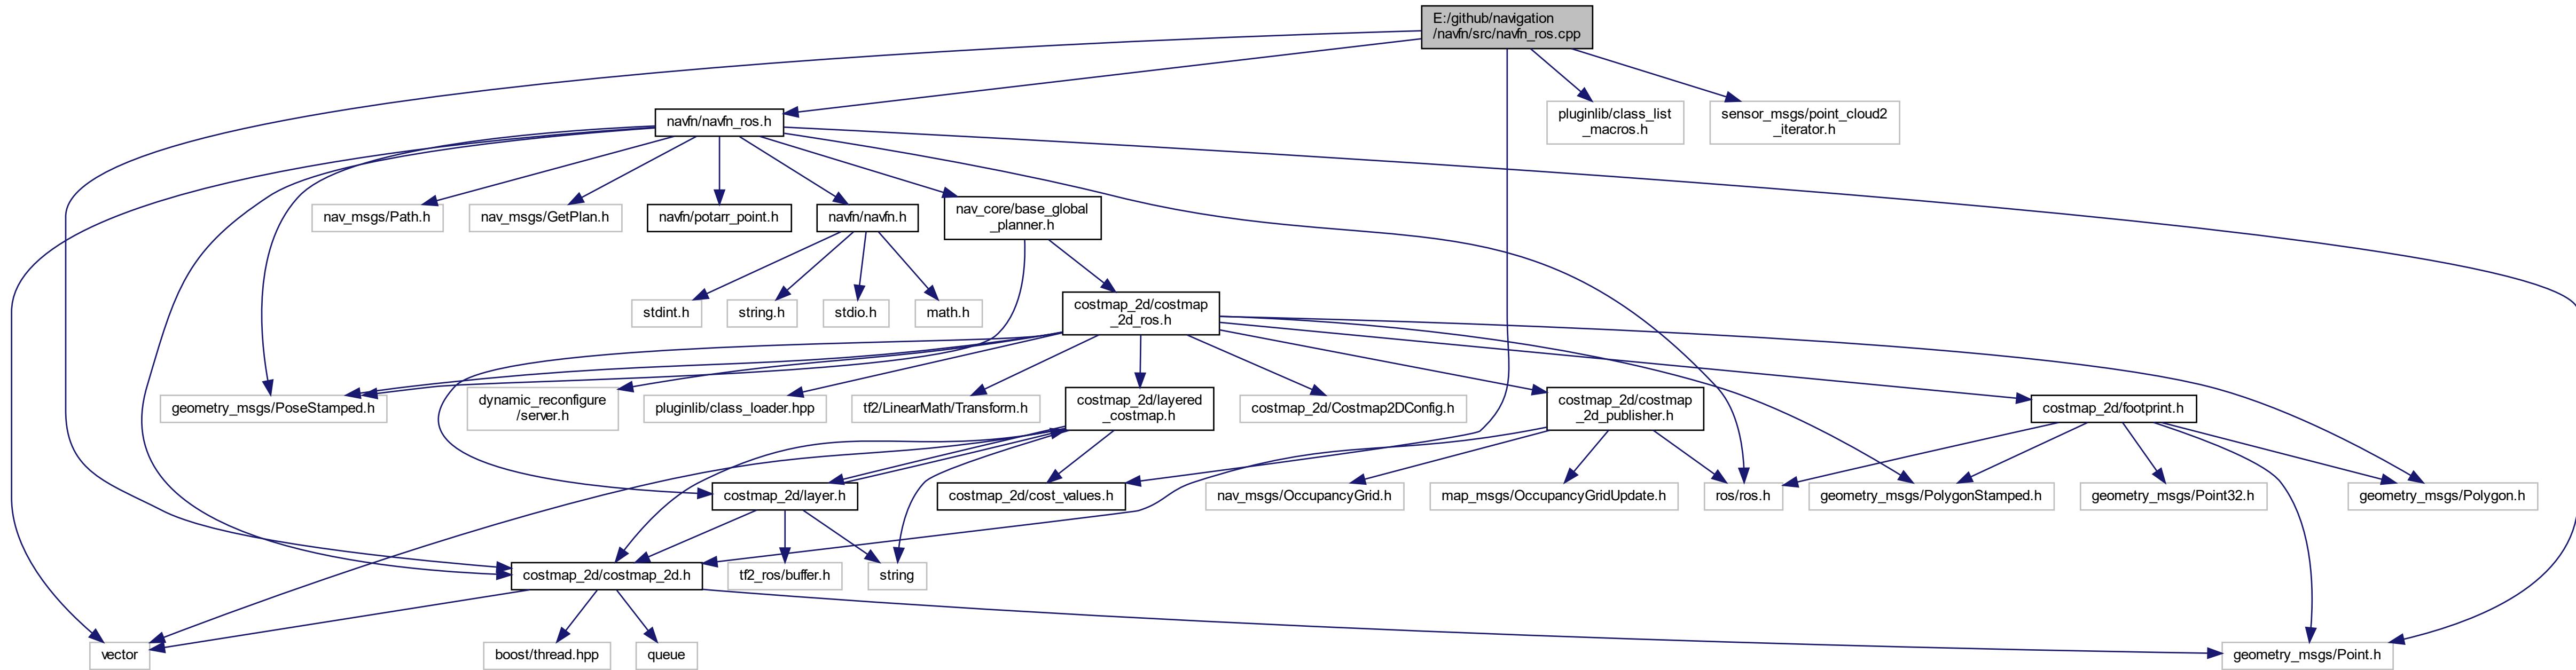 E:/github/navigation
/navfn/src/navfn_ros.cpp
navfn/navfn_ros.h
pluginlib/class_list
_macros.h
sensor_msgs/point_cloud2
_iterator.h
nav_msgs/Path.h
nav_msgs/GetPlan.h
navfn/potarr_point.h
navfn/navfn.h
nav_core/base_global
_planner.h
stdint.h
string.h
stdio.h
math.h
costmap_2d/costmap
_2d_ros.h
geometry_msgs/PoseStamped.h
dynamic_reconfigure
/server.h
pluginlib/class_loader.hpp
tf2/LinearMath/Transform.h
costmap_2d/layered
_costmap.h
costmap_2d/Costmap2DConfig.h
costmap_2d/costmap
_2d_publisher.h
costmap_2d/footprint.h
costmap_2d/layer.h
costmap_2d/cost_values.h
nav_msgs/OccupancyGrid.h
map_msgs/OccupancyGridUpdate.h
ros/ros.h
geometry_msgs/PolygonStamped.h
geometry_msgs/Point32.h
geometry_msgs/Polygon.h
costmap_2d/costmap_2d.h
tf2_ros/buffer.h
string
vector
boost/thread.hpp
queue
geometry_msgs/Point.h